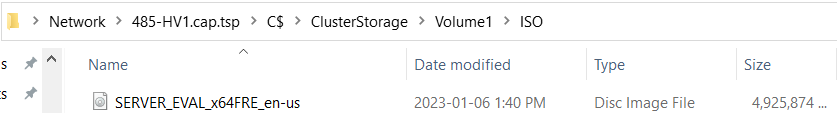 Network > 485-HV1.cap.tsp > C$ > ClusterStorage > Volume1 > ISO
Name Date modified Type Size
SERVER_EVAL_x64FRE_en-us 2023-01-06 1:40 PM Disc Image File 4,925,874 ...